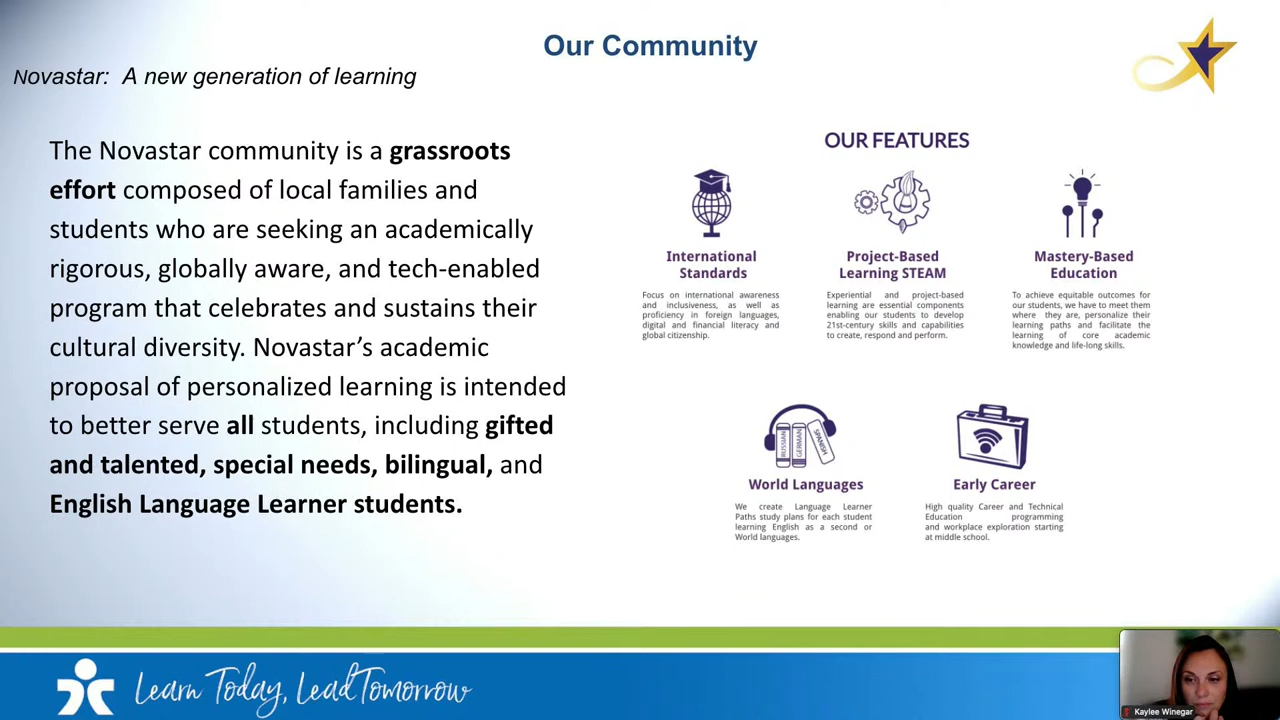 Our Community
Novastar: A new generation of learning
The Novastar community is a grassroots
effort composed of local families and
students who are seeking an academically
rigorous, globally aware, and tech-enabled
program that celebrates and sustains their
cultural diversity. Novastar’s academic
proposal of personalized learning is intended
to better serve all students, including gifted
and talented, special needs, bilingual, and
English Language Learner students.
OUR FEATURES
International
Standards
Focus on international awareness
and inclusiveness, as well as
proficiency in foreign languages,
digital and financial literacy and
global citizenship.
Project-Based
Learning STEAM
Experiential and project-based
learning are essential components
enabling our students to develop
21st-century skills and capabilities
to create, respond and perform.
Mastery-Based
Education
To achieve equitable outcomes for
our students, we have to meet them
where they are, personalize their
learning paths and facilitate the
learning of core academic
knowledge and life-long skills.
RUSSIAN
GERMAN
SPANISH
World Languages
We create Language Learner
Paths study plans for each student
learning English as a second or
World languages.
Early Career
High quality Career and Technical
Education programming
and workplace exploration starting
at middle school.
Learn Today, Lead Tomorrow
Kaylee Winegar